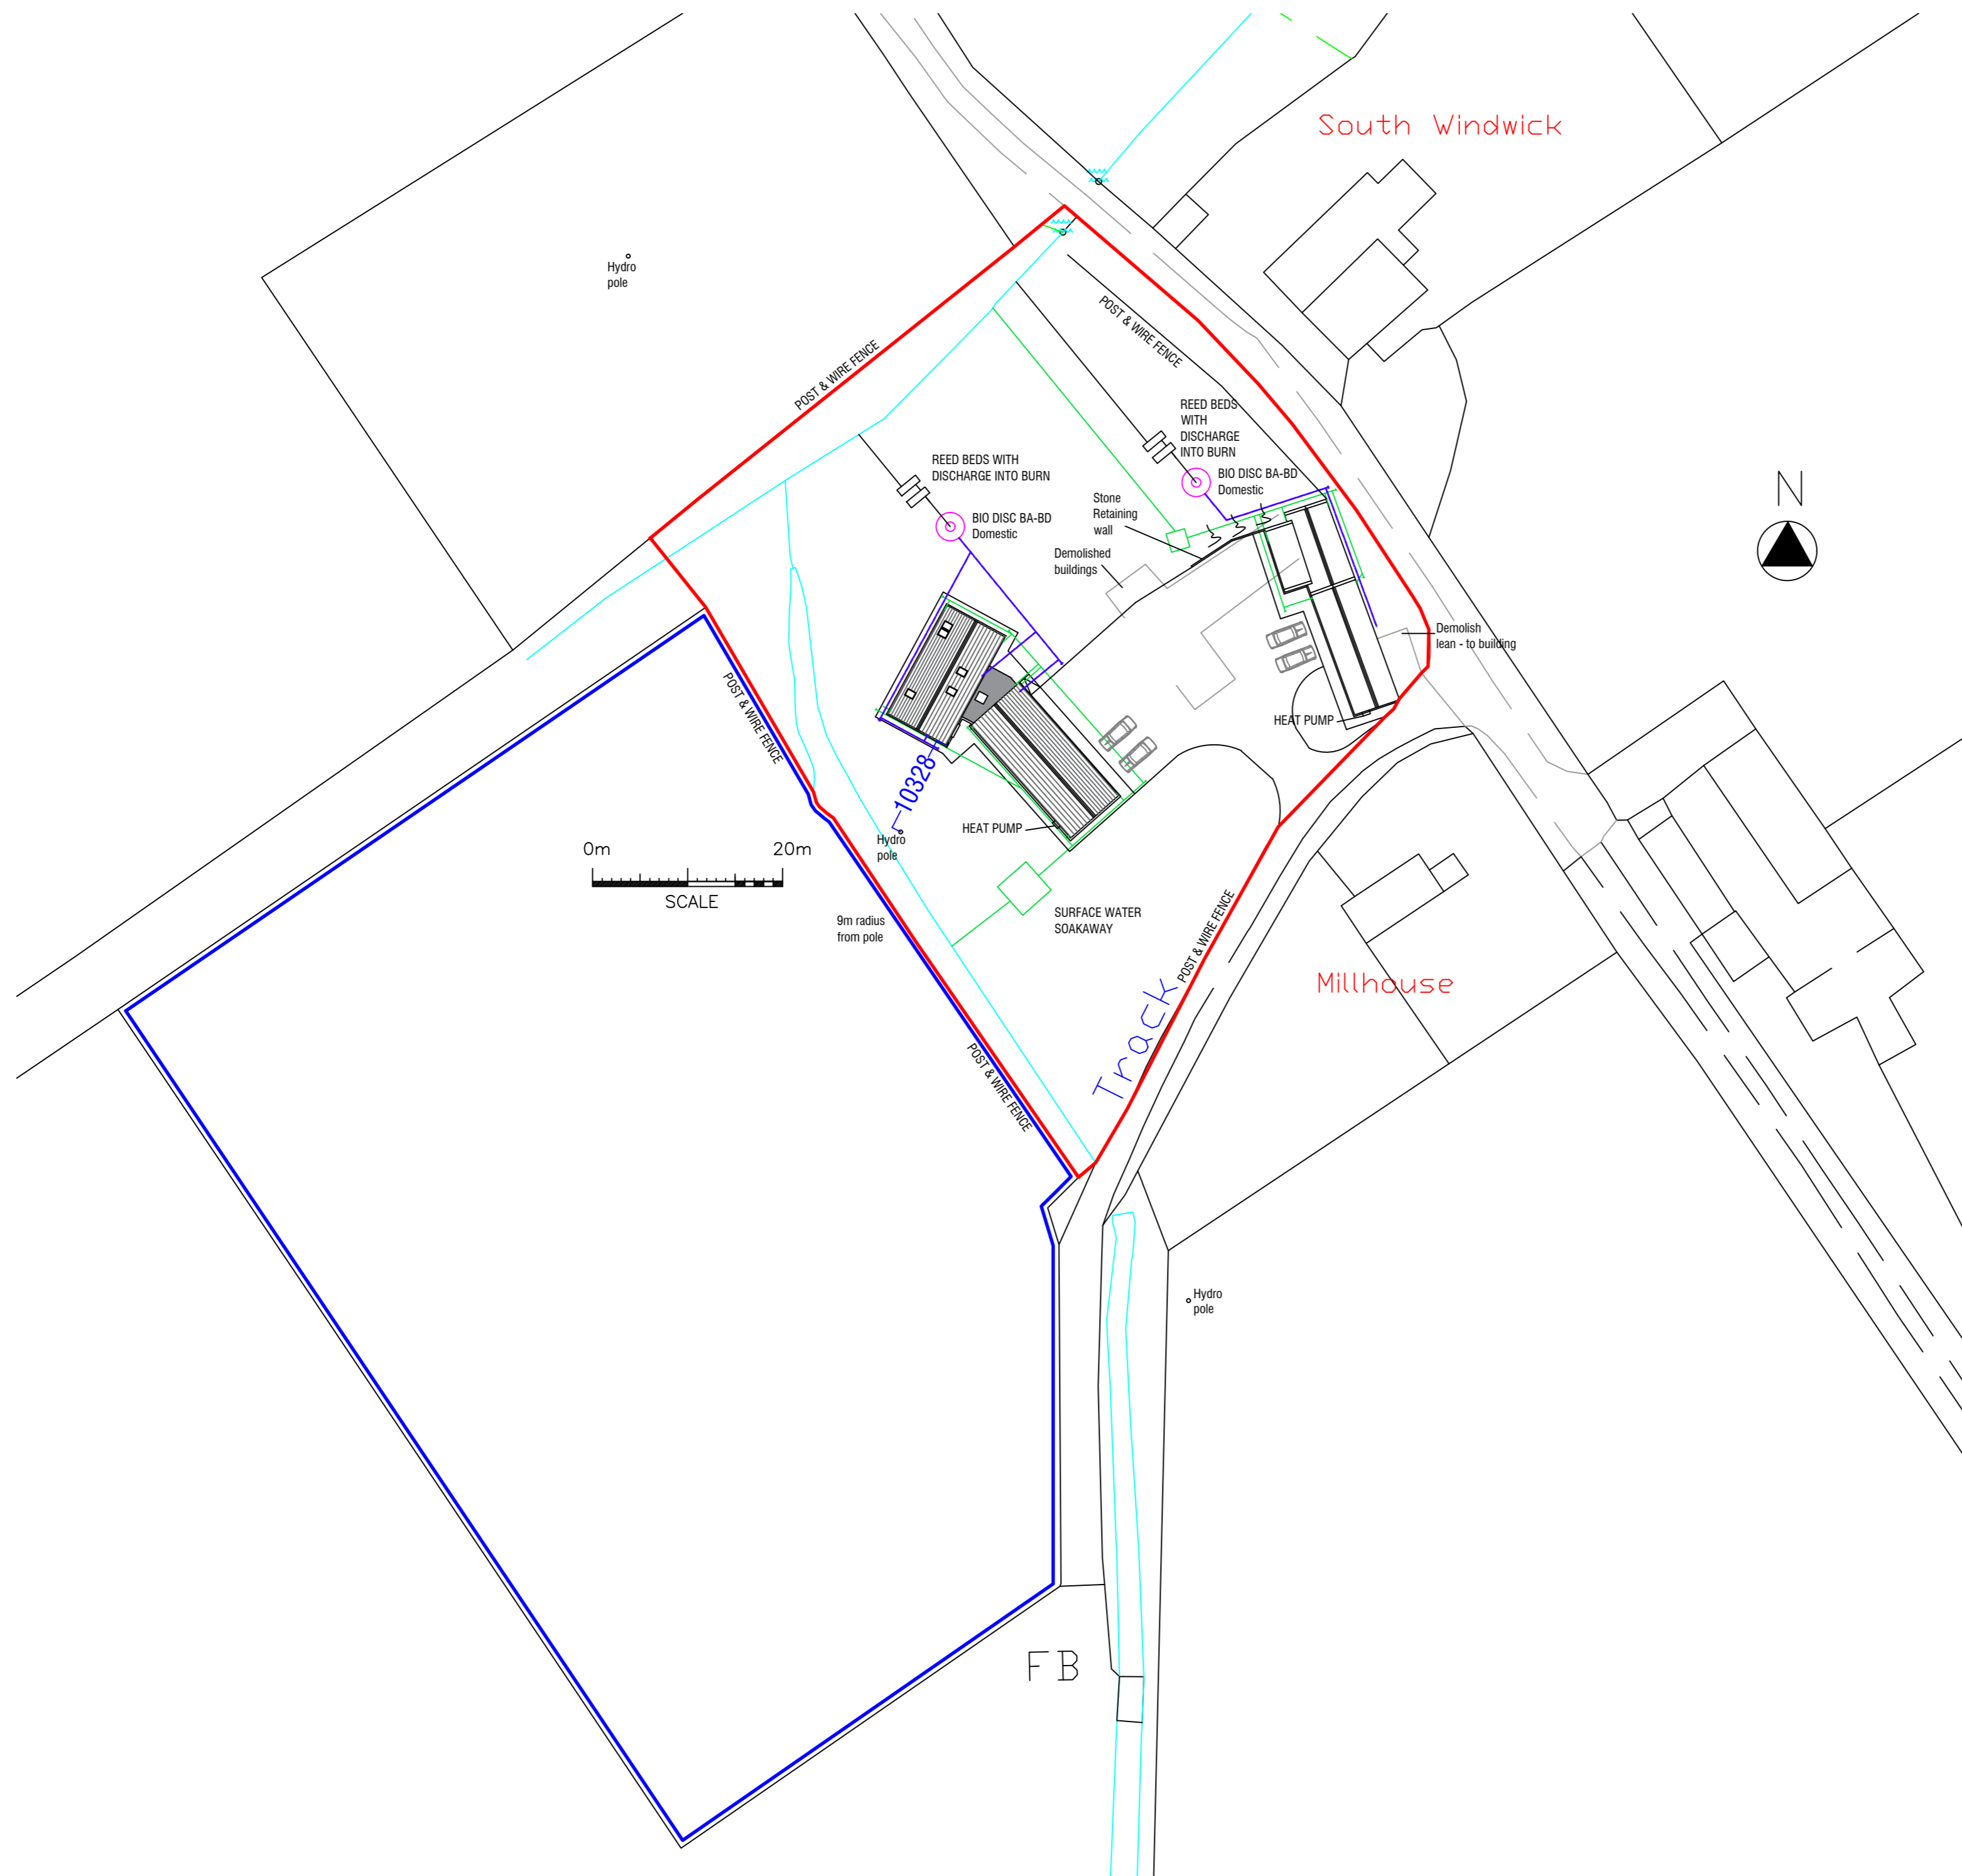 South Windwick
Hydro
pole
POST & WIRE FENCE
POST & WIRE FENCE
REED BEDS
WITH
DISCHARGE
INTO BURN
REED BEDS WITH
DISCHARGE INTO BURN
BIO DISC BA-BD
Domestic
N
Stone
Retaining
wall
BIO DISC BA-BD
Domestic
Demolished
buildings
Demolish
lean - to building
POST & WIRE FENCE
HEAT PUMP
10328
HEAT PUMP
Hydro
pole
0m
20m
SCALE
9m radius
from pole
SURFACE WATER
SOAKAWAY
POST & WIRE FENCE
Millhouse
Track
POST & WIRE FENCE
Hydro
pole
FB